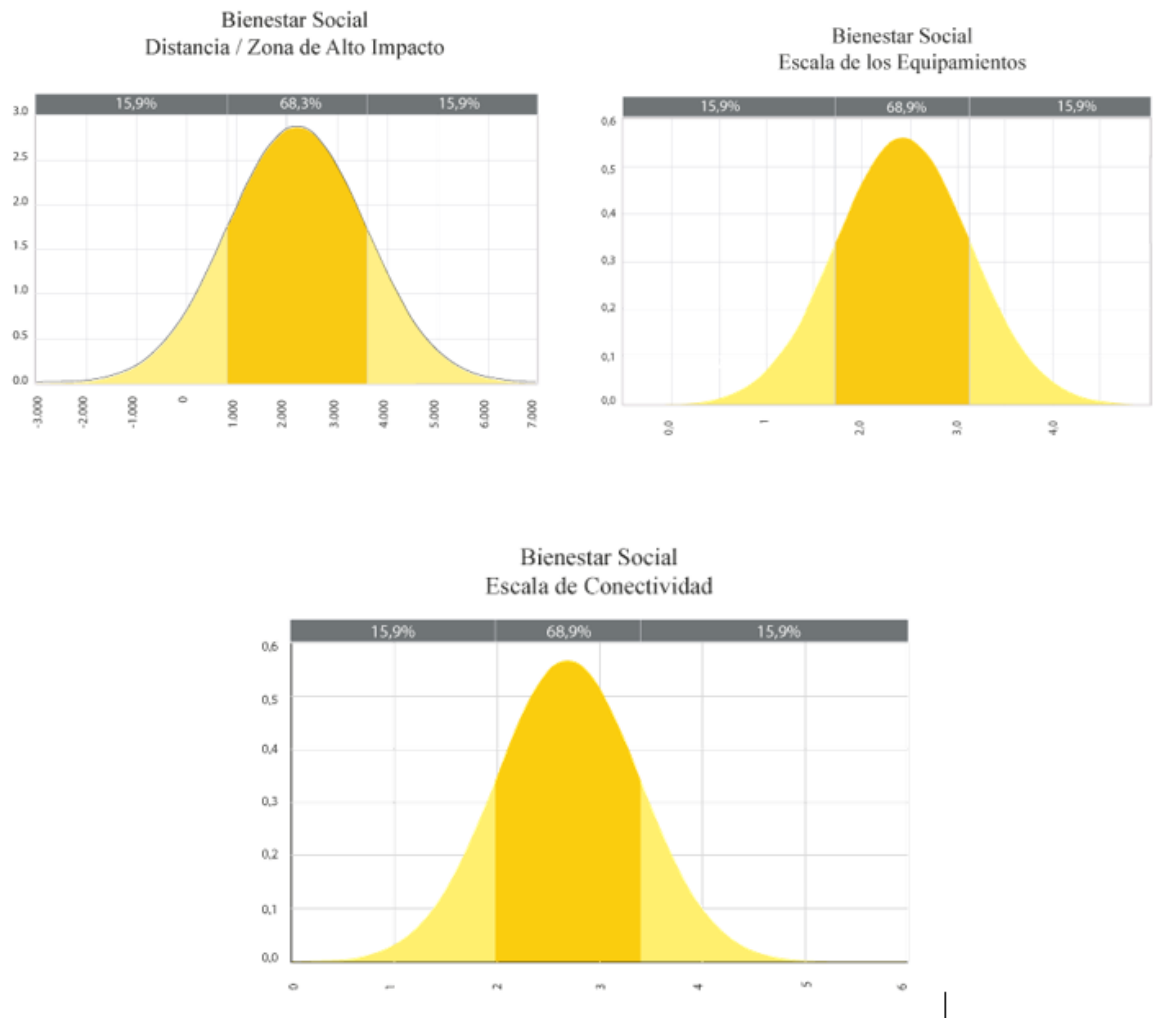 Bienestar Social
Distancia / Zona de Alto Impacto
15,9% 68,3% 15,9%
3.0
2.5
2.0
1.5
1.0
0.5
0.0
-3.000 -2.000 -1.000 0 1.000 2.000 3.000 4.000 5.000 6.000 7.000
Bienestar Social
Escala de los Equipamientos
15,9% 68,9% 15,9%
0,6
0,5
0,4
0,3
0,2
0,1
0,0
0.0 1 2.0 3.0 4.0
Bienestar Social
Escala de Conectividad
15,9% 68,9% 15,9%
0,6
0,5
0,4
0,3
0,2
0,1
0,0
0 1 2 3 4 5 6